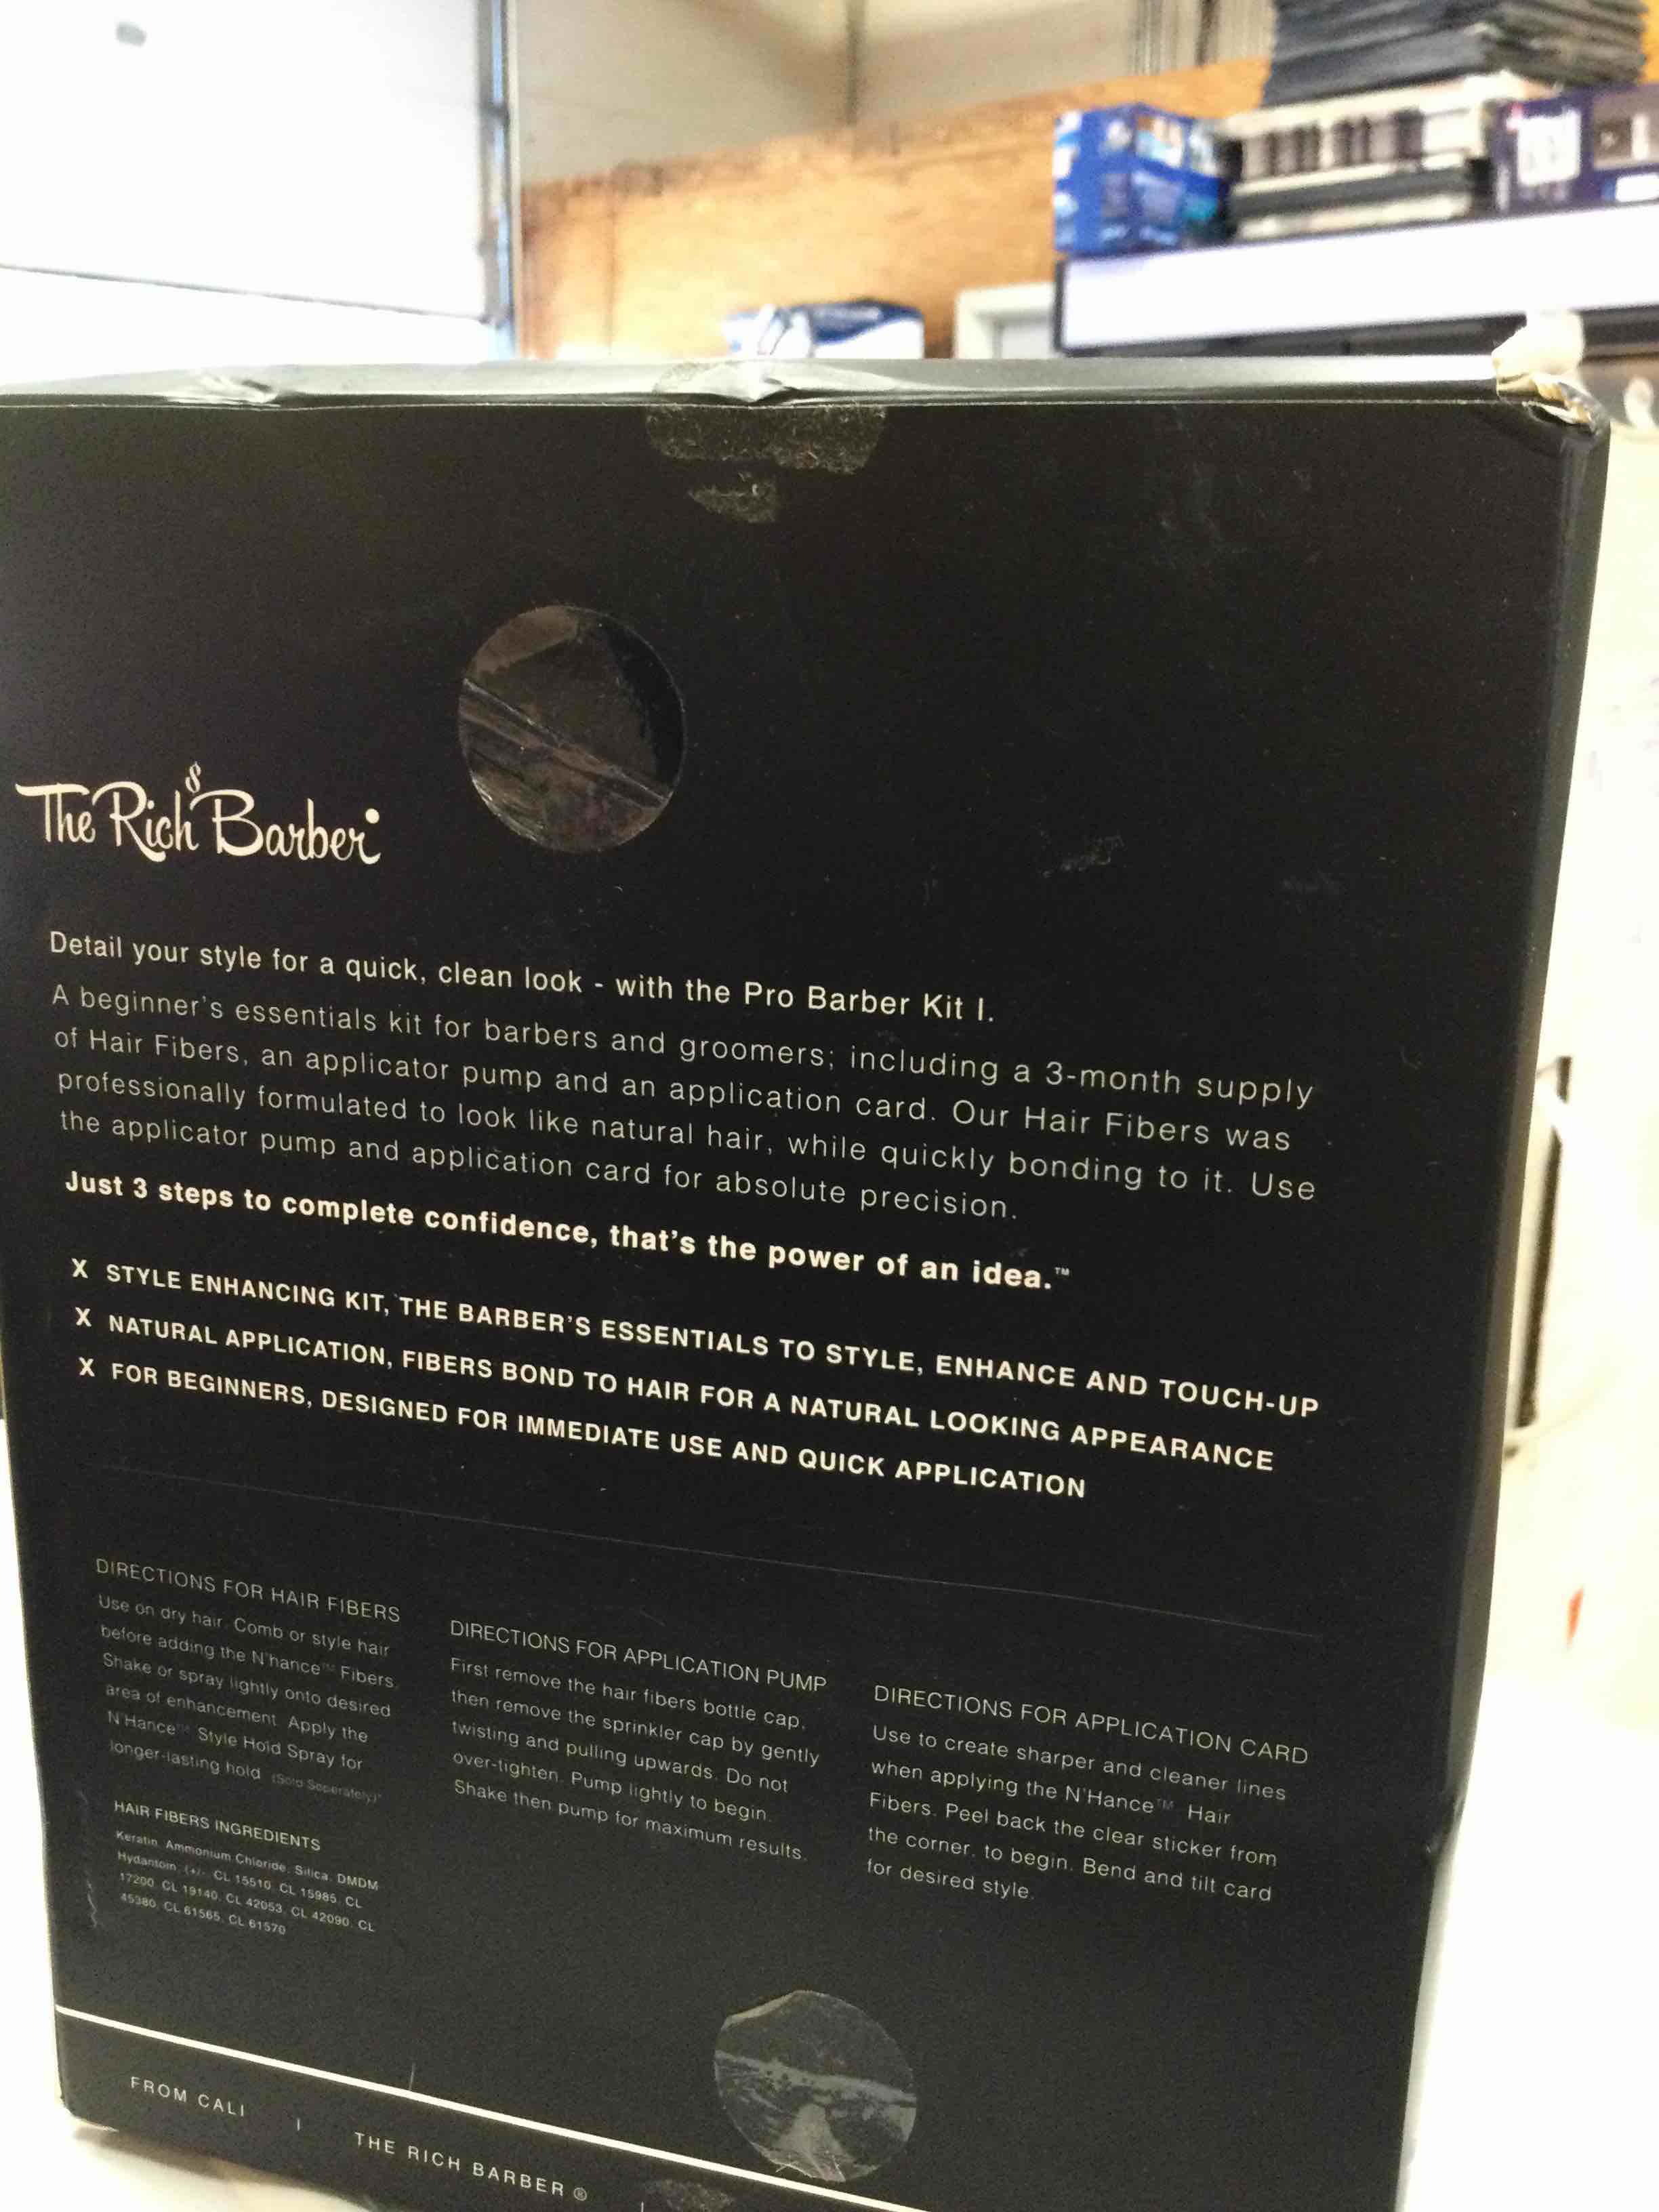 The Rich Barber
Detail your style for a quick, clean look - with the Pro Barber Kit I.
A beginner's essentials kit for barbers and groomers; including a 3-month supply
of Hair Fibers, an applicator pump and an application card. Our Hair Fibers was
professionally formulated to look like natural hair, while quickly bonding to it. Use
the applicator pump and application card for absolute precision.
Just 3 steps to complete confidence, that's the power of an idea.™
X STYLE ENHANCING KIT, THE BARBER'S ESSENTIALS TO STYLE, ENHANCE AND TOUCH-UP
X NATURAL APPLICATION, FIBERS BOND TO HAIR FOR A NATURAL LOOKING APPEARANCE
X FOR BEGINNERS, DESIGNED FOR IMMEDIATE USE AND QUICK APPLICATION
DIRECTIONS FOR HAIR FIBERS
Use on dry hair. Comb or style hair
before adding the N'hance™ Fibers.
Shake or spray lightly onto desired
area of enhancement. Apply the
N'Hance™ Style Hold Spray for
longer-lasting hold. (Sold Seperately)*
HAIR FIBERS INGREDIENTS
Keratin, Ammonium Chloride, Silica, DMDM
Hydantoin, (+/-, CL 15510, CL 15985, CL
17200, CL 19140, CL 42053, CL 42090, CL
45380, CL 61565, CL 61570
DIRECTIONS FOR APPLICATION PUMP
First remove the hair fibers bottle cap,
then remove the sprinkler cap by gently
twisting and pulling upwards. Do not
over-tighten. Pump lightly to begin.
Shake then pump for maximum results.
DIRECTIONS FOR APPLICATION CARD
Use to create sharper and cleaner lines
when applying the N'Hance™ Hair
Fibers. Peel back the clear sticker from
the corner, to begin. Bend and tilt card
for desired style.
FROM CALI | THE RICH BARBER ® |